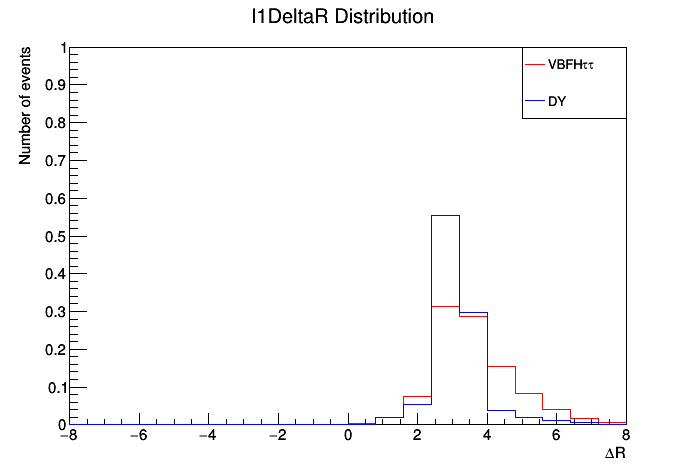 l1DeltaR Distribution
Number of events
1
0.9
0.8
0.7
0.6
0.5
0.4
0.3
0.2
0.1
0
−8 −6 −4 −2 0 2 4 6 8
ΔR
VBFHττ
DY